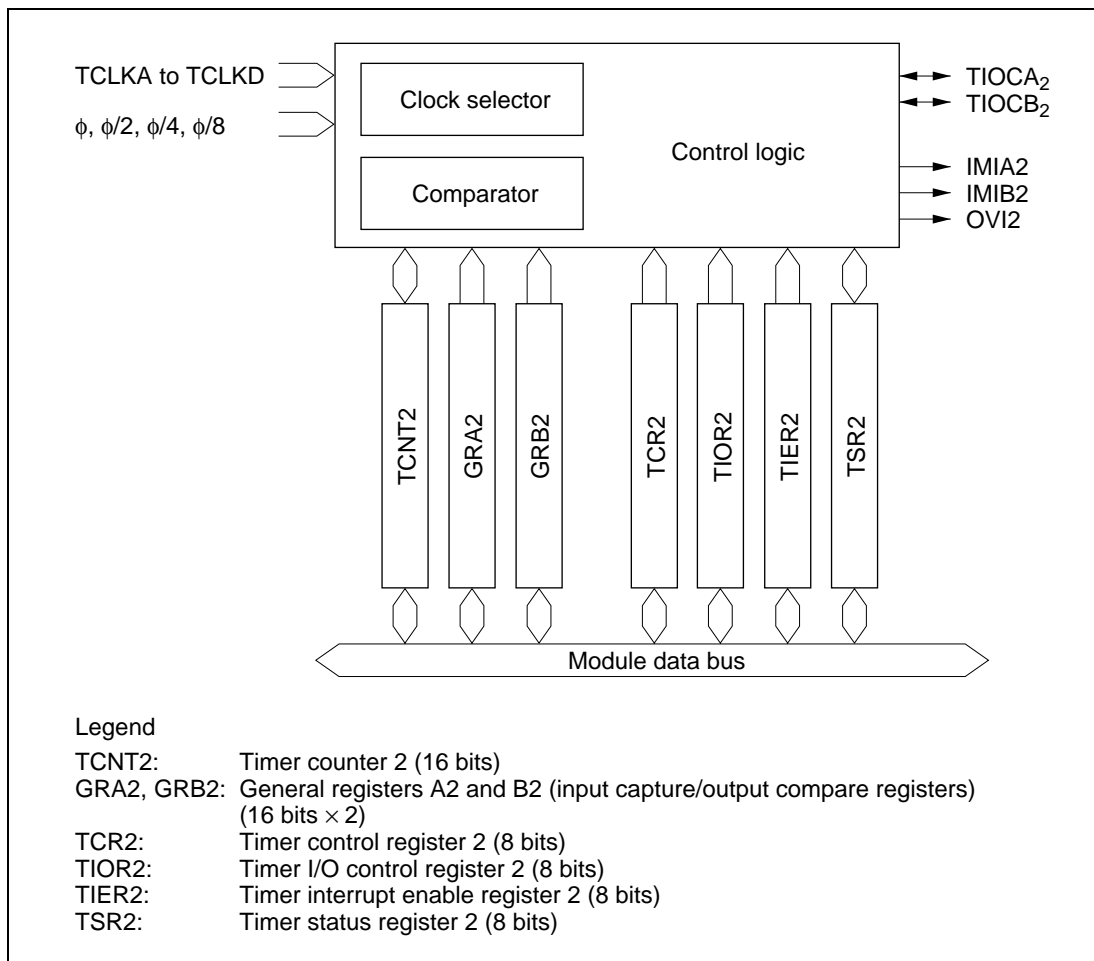 TCLKA to TCLKD
ϕ, ϕ/2, ϕ/4, ϕ/8
Clock selector
Comparator
Control logic
TIOCA2
TIOCB2
IMIA2
IMIB2
OVI2
TCNT2
GRA2
GRB2
TCR2
TIOR2
TIER2
TSR2
Module data bus
Legend
TCNT2: Timer counter 2 (16 bits)
GRA2, GRB2: General registers A2 and B2 (input capture/output compare registers)
(16 bits × 2)
TCR2: Timer control register 2 (8 bits)
TIOR2: Timer I/O control register 2 (8 bits)
TIER2: Timer interrupt enable register 2 (8 bits)
TSR2: Timer status register 2 (8 bits)